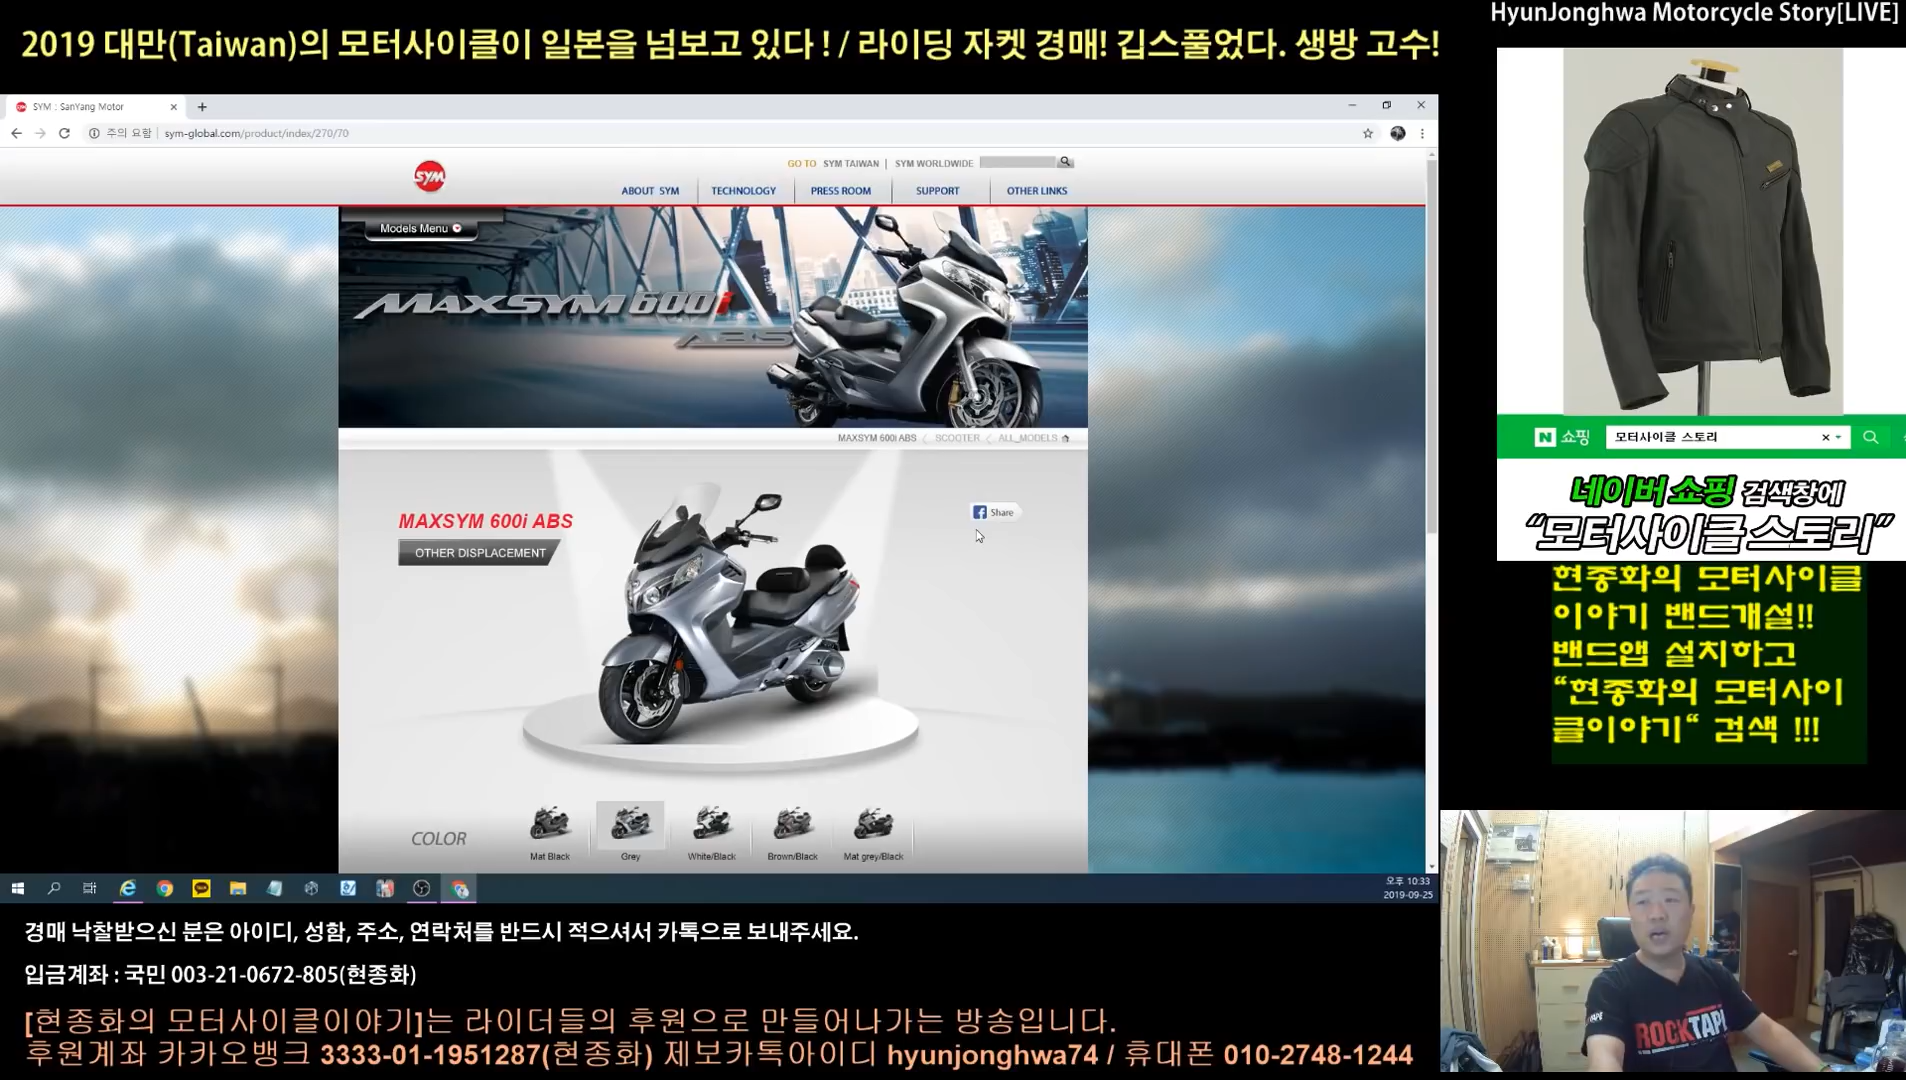 2019 대만(Taiwan)의 모터사이클이 일본을 넘보고 있다 ! / 라이딩 자켓 경매! 깁스풀었다. 생방 고수!
HyunJonghwa Motorcycle Story[LIVE]
SYM : SanYang Motor
주의 요함 | sym-global.com/product/index/270/70
SYM
GO TO SYM TAIWAN | SYM WORLDWIDE
ABOUT SYM TECHNOLOGY PRESS ROOM SUPPORT OTHER LINKS
Models Menu
MAXSYM 600i
ABS
MAXSYM 600i ABS SCOOTER ALL_MODELS
MAXSYM 600i ABS
OTHER DISPLACEMENT
Share
COLOR
Mat Black Grey White/Black Brown/Black Mat grey/Black
오후 10:33
2019-09-25
N 쇼핑 모터사이클 스토리
네이버 쇼핑 검색창에
“모터사이클 스토리”
현종화의 모터사이클
이야기 밴드개설!!
밴드앱 설치하고
“현종화의 모터사이
클이야기“ 검색 !!!
ROCKTAPE
경매 낙찰받으신 분은 아이디, 성함, 주소, 연락처를 반드시 적으셔서 카톡으로 보내주세요.
입금계좌 : 국민 003-21-0672-805(현종화)
[현종화의 모터사이클이야기]는 라이더들의 후원으로 만들어나가는 방송입니다.
후원계좌 카카오뱅크 3333-01-1951287(현종화) 제보카톡아이디 hyunjonghwa74 / 휴대폰 010-2748-1244